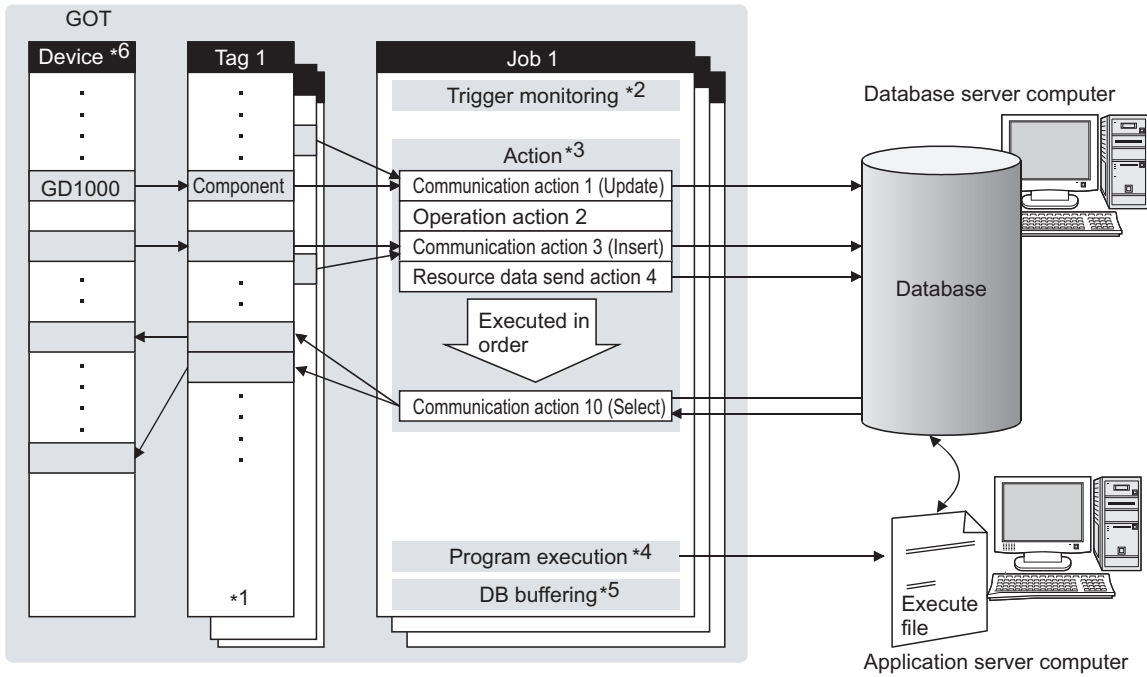 GOT
Device *6
Tag 1
Job 1
Trigger monitoring *2
Database server computer
Action*3
GD1000
Component
Communication action 1 (Update)
Operation action 2
Communication action 3 (Insert)
Resource data send action 4
Database
Executed in
order
Communication action 10 (Select)
Program execution *4
DB buffering*5
*1
Execute
file
Application server computer